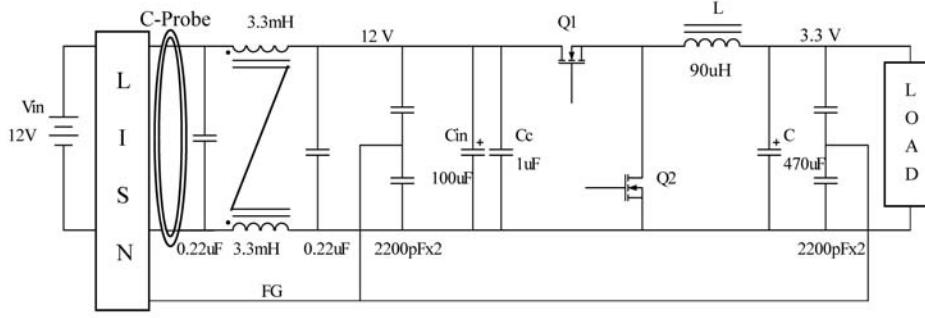 C-Probe
3.3mH
12 V
Q1
L
3.3 V
90uH
Vin
12V
L
I
S
N
Cin
+
100uF
Cc
1uF
Q2
+
C
470uF
L
O
A
D
0.22uF
3.3mH
0.22uF
2200pFx2
2200pFx2
FG